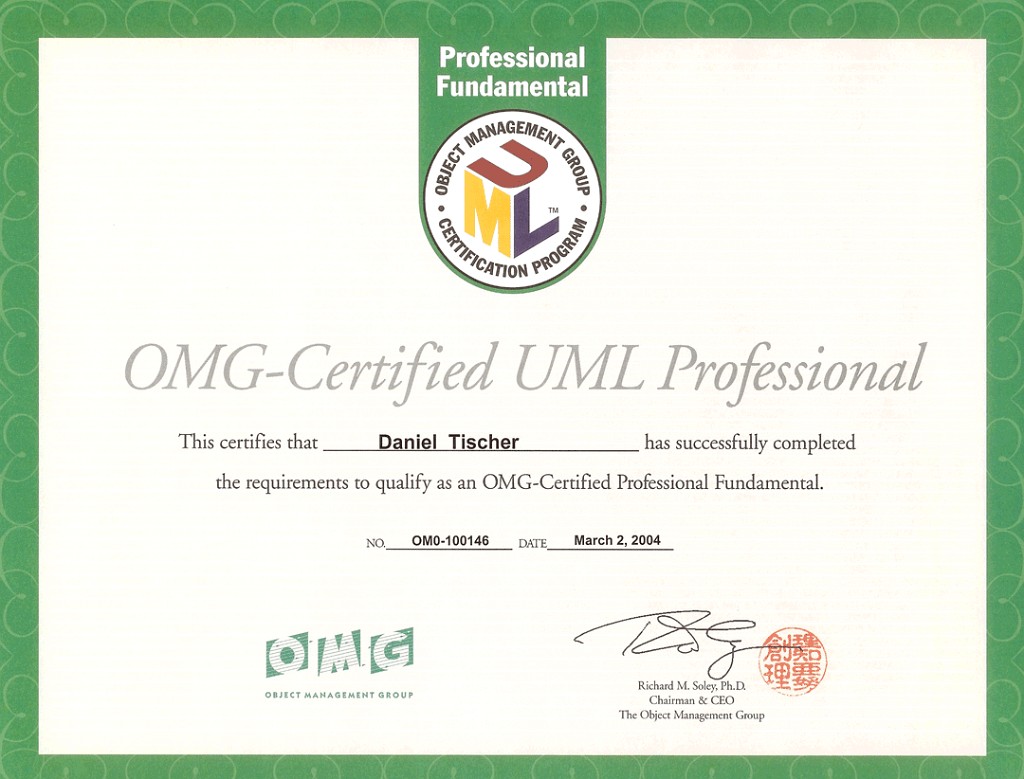 Professional
Fundamental
OBJECT MANAGEMENT GROUP
UML™
• CERTIFICATION PROGRAM •
OMG-Certified UML Professional
This certifies that Daniel Tischer has successfully completed
the requirements to qualify as an OMG-Certified Professional Fundamental.
NO. OM0-100146 DATE March 2, 2004
OMG
OBJECT MANAGEMENT GROUP
Richard M. Soley, Ph.D.
Chairman & CEO
The Object Management Group